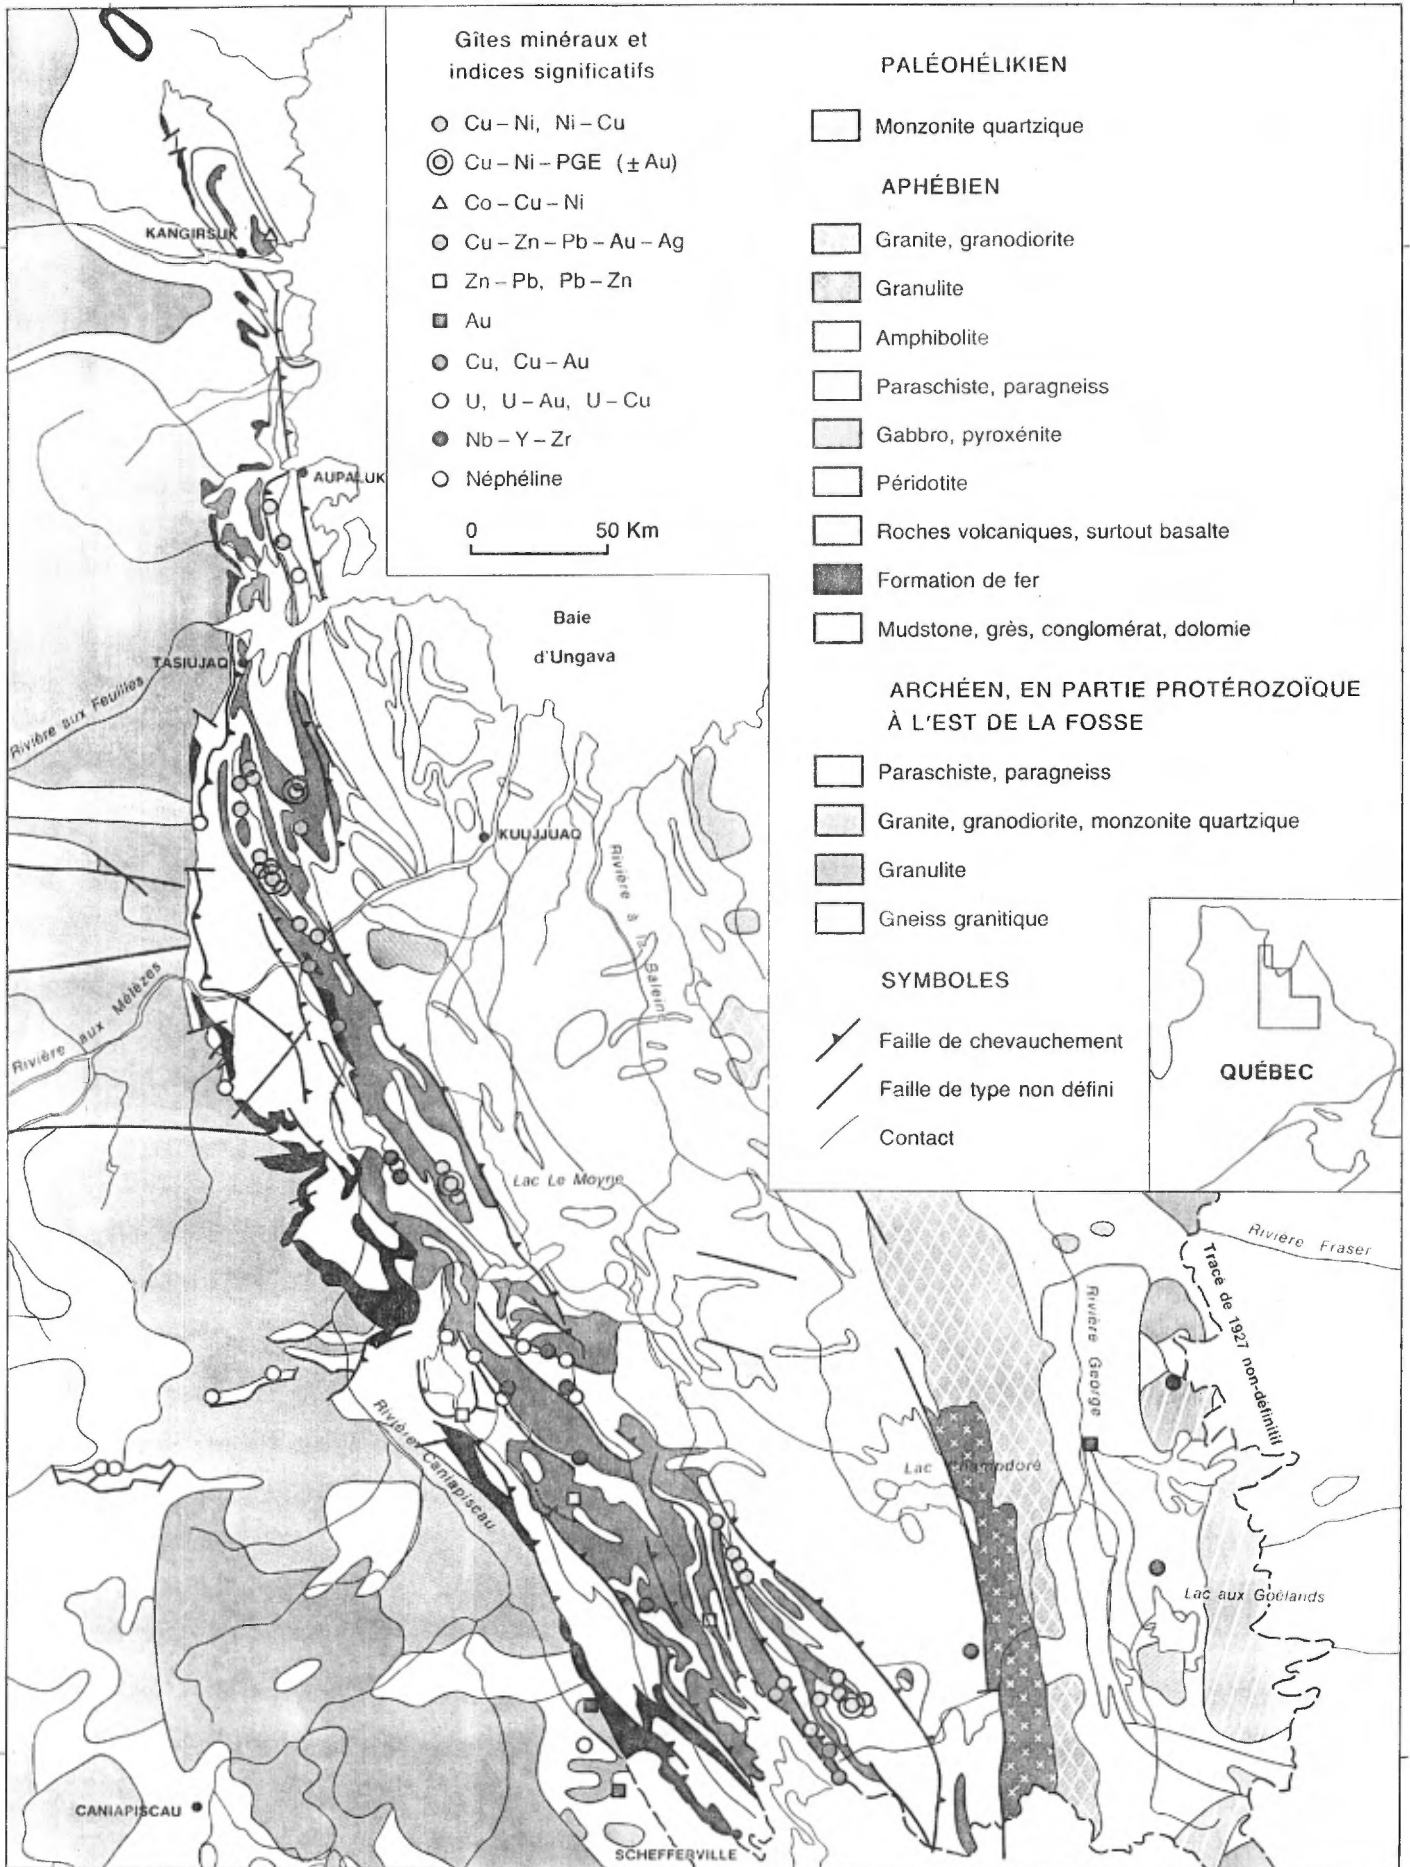 Gîtes minéraux et
indices significatifs
Cu – Ni, Ni – Cu
Cu – Ni – PGE (± Au)
Co – Cu – Ni
Cu – Zn – Pb – Au – Ag
Zn – Pb, Pb – Zn
Au
Cu, Cu – Au
U, U – Au, U – Cu
Nb – Y – Zr
Néphéline
0 50 Km
PALÉOHÉLIKIEN
Monzonite quartzique
APHÉBIEN
Granite, granodiorite
Granulite
Amphibolite
Paraschiste, paragneiss
Gabbro, pyroxénite
Péridotite
Roches volcaniques, surtout basalte
Formation de fer
Mudstone, grès, conglomérat, dolomie
ARCHÉEN, EN PARTIE PROTÉROZOÏQUE
À L'EST DE LA FOSSE
Paraschiste, paragneiss
Granite, granodiorite, monzonite quartzique
Granulite
Gneiss granitique
SYMBOLES
Faille de chevauchement
Faille de type non défini
Contact
QUÉBEC
KANGIRSUK
AUPALUK
Baie
d'Ungava
TASIUJAQ
Rivière aux Feuilles
KUUJJUAQ
Rivière à la Baleine
Rivière aux Mélèzes
Lac Le Moyne
Rivière Fraser
Tracé de 1927 non-définitif
Rivière George
Rivière Caniapiscau
Lac Champdoré
Lac aux Goélands
CANIAPISCAU
SCHEFFERVILLE